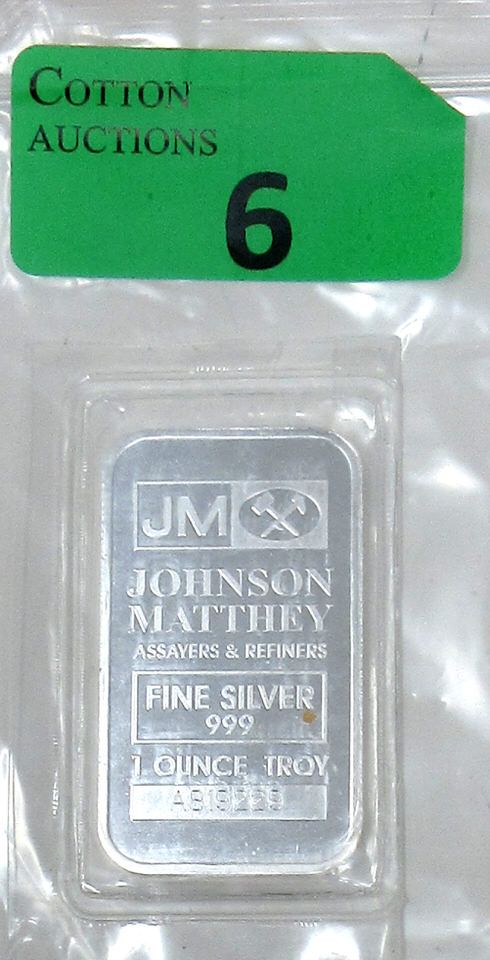 COTTON
AUCTIONS
6
JM
JOHNSON
MATTHEY
ASSAYERS & REFINERS
FINE SILVER
999
1 OUNCE TROY